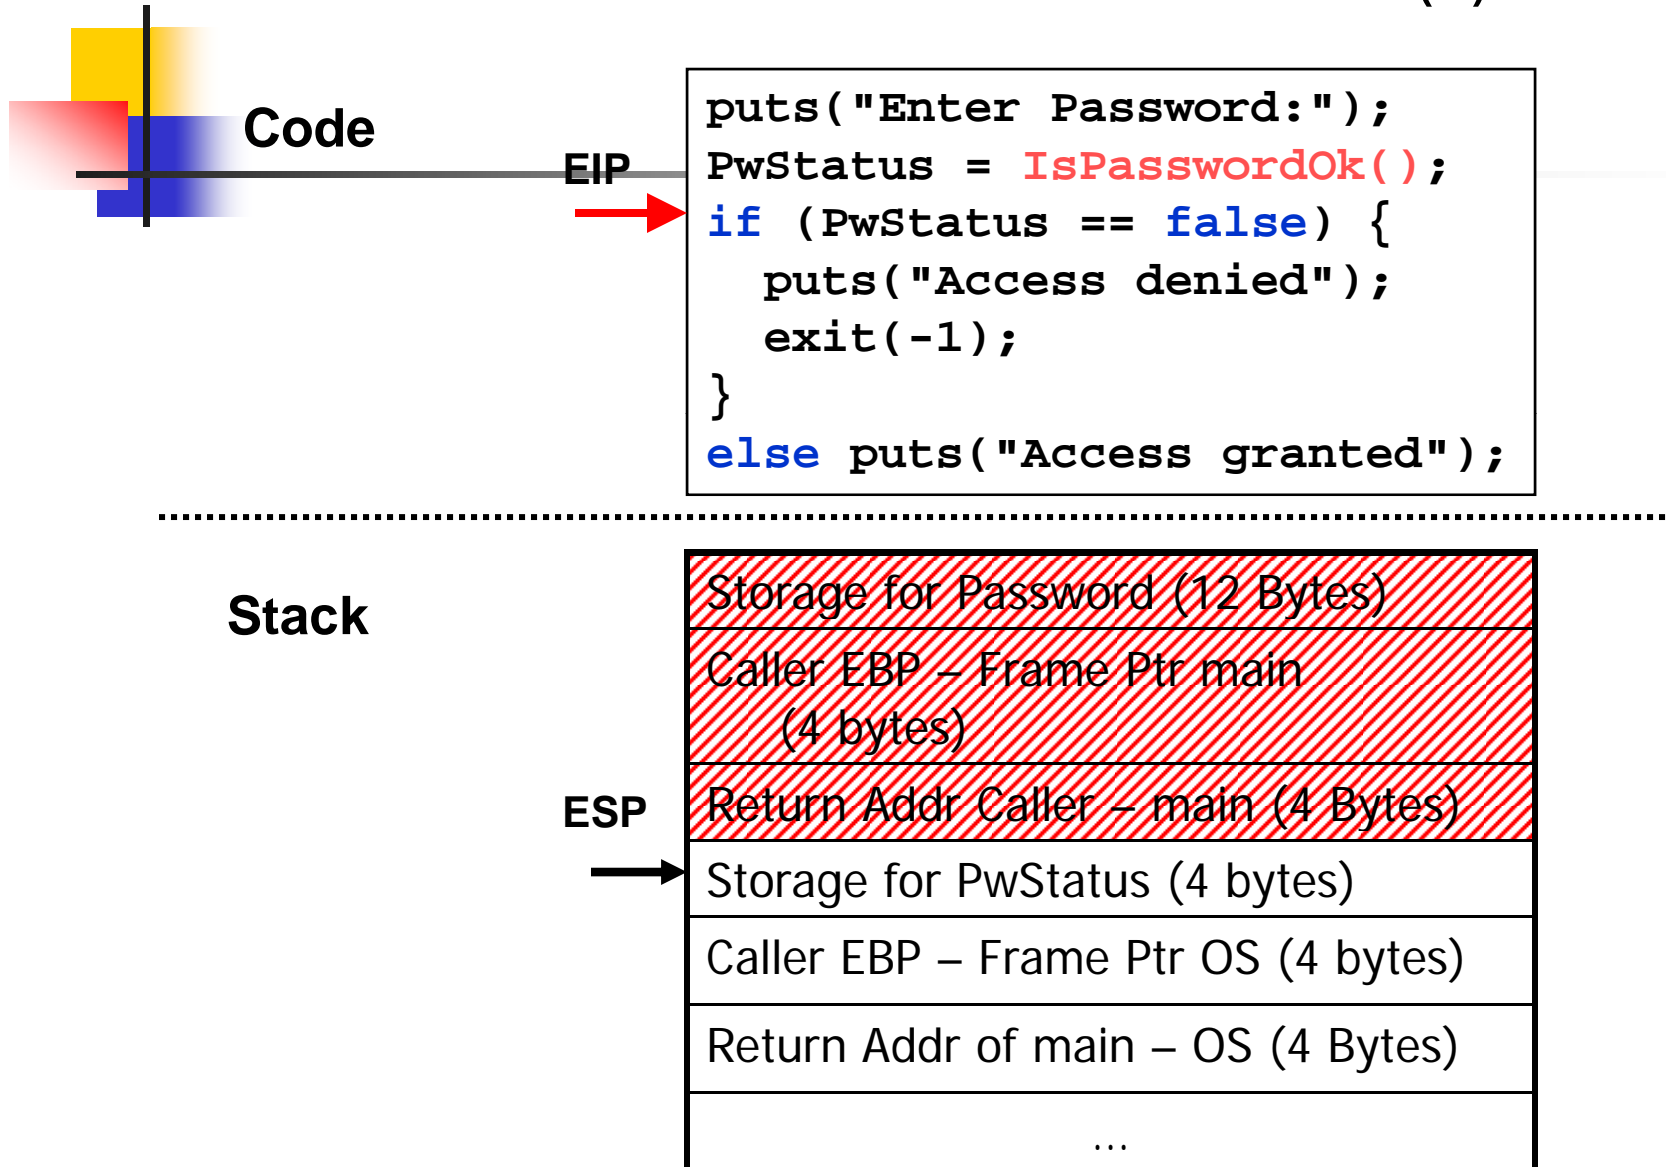 Code
EIP
puts("Enter Password:");
PwStatus = IsPasswordOk();
if (PwStatus == false) {
puts("Access denied");
exit(-1);
}
else puts("Access granted");
Stack
Storage for Password (12 Bytes)
Caller EBP – Frame Ptr main
(4 bytes)
ESP
Return Addr Caller – main (4 Bytes)
Storage for PwStatus (4 bytes)
Caller EBP – Frame Ptr OS (4 bytes)
Return Addr of main – OS (4 Bytes)
…